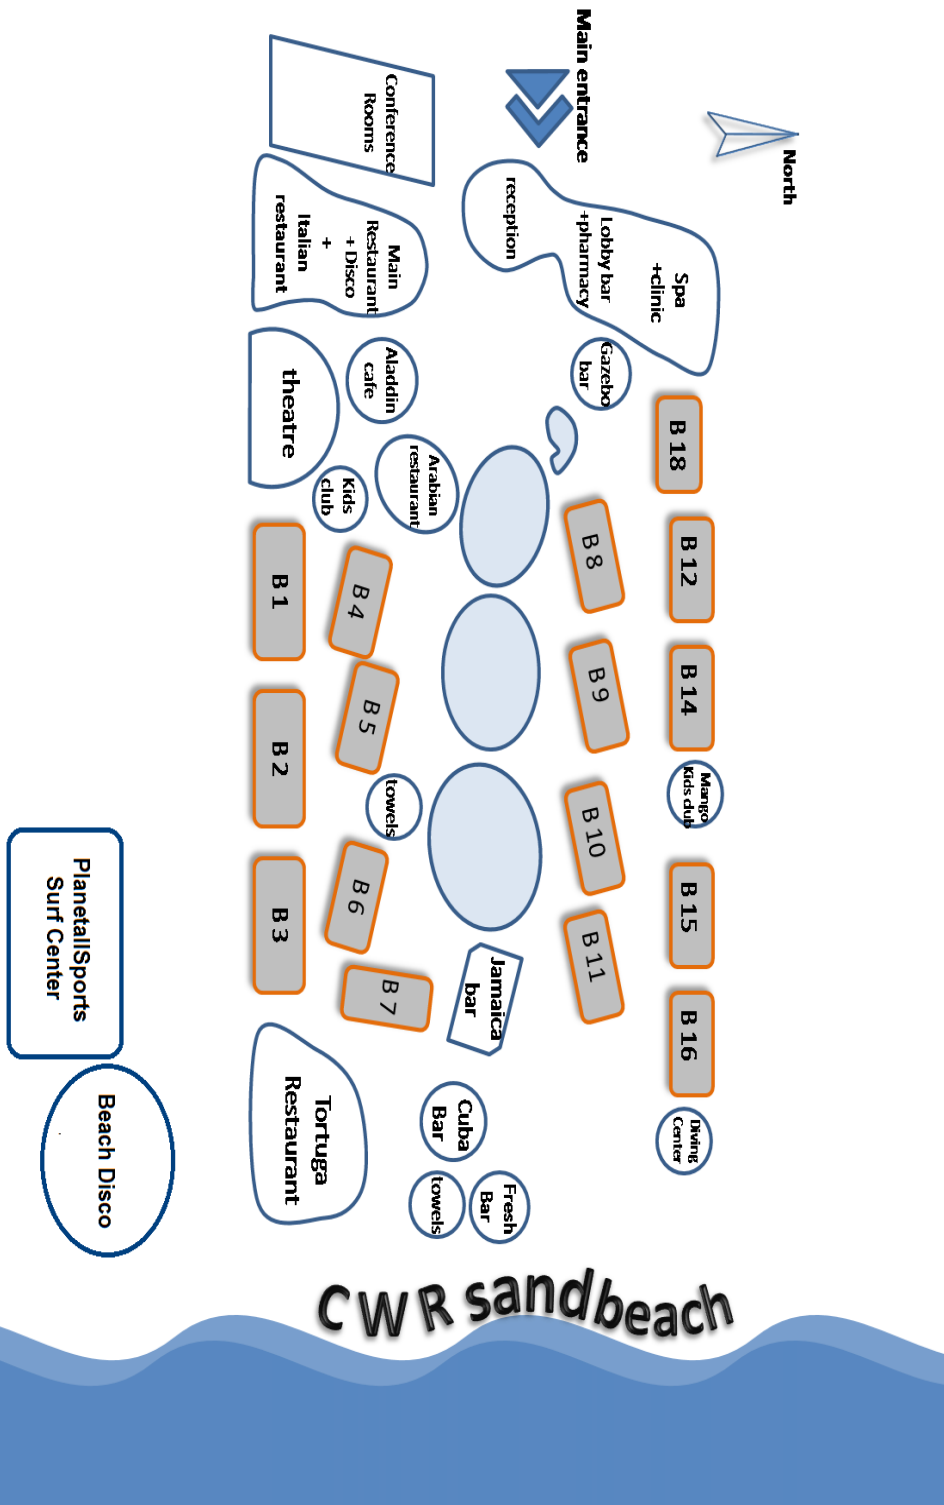 Main entrance
North
Conference
Rooms
reception
Lobby bar
+pharmacy
Spa
+clinic
Main
Restaurant
+Disco
+
Italian
restaurant
Gazebo
bar
Aladdin
cafe
theatre
Arabian
restaurant
Kids
club
B 18
B 12
B 14
Mango
Kids club
B 15
B 16
Diving
Center
B 8
B 9
B 10
B 11
B 4
B 5
towels
B 6
B 7
B 1
B 2
B 3
Jamaica
bar
Cuba
Bar
Fresh
Bar
towels
Tortuga
Restaurant
PlanetallSports
Surf Center
Beach Disco
CWR sandbeach